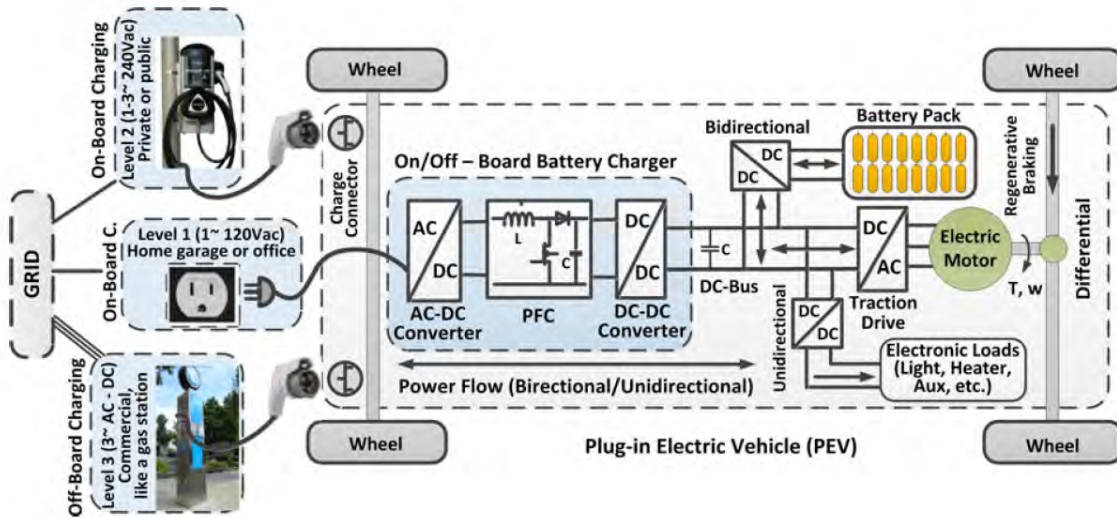 GRID
On-Board Charging
Level 2 (1-3~ 240Vac)
Private or public
On-Board C.
Level 1 (1~ 120Vac)
Home garage or office
Off-Board Charging
Level 3 (3~ AC - DC)
Commercial,
like a gas station
Wheel
Wheel
Charge
Connector
On/Off – Board Battery Charger
AC
DC
AC-DC
Converter
L
C
PFC
DC
DC
DC-DC
Converter
Power Flow (Birectional/Unidirectional)
C
DC-Bus
Bidirectional
DC
DC
Battery Pack
DC
AC
Traction
Drive
Electric
Motor
T, w
Unidirectional
DC
DC
Electronic Loads
(Light, Heater,
Aux, etc.)
Regenerative
Braking
Differential
Wheel
Wheel
Plug-in Electric Vehicle (PEV)